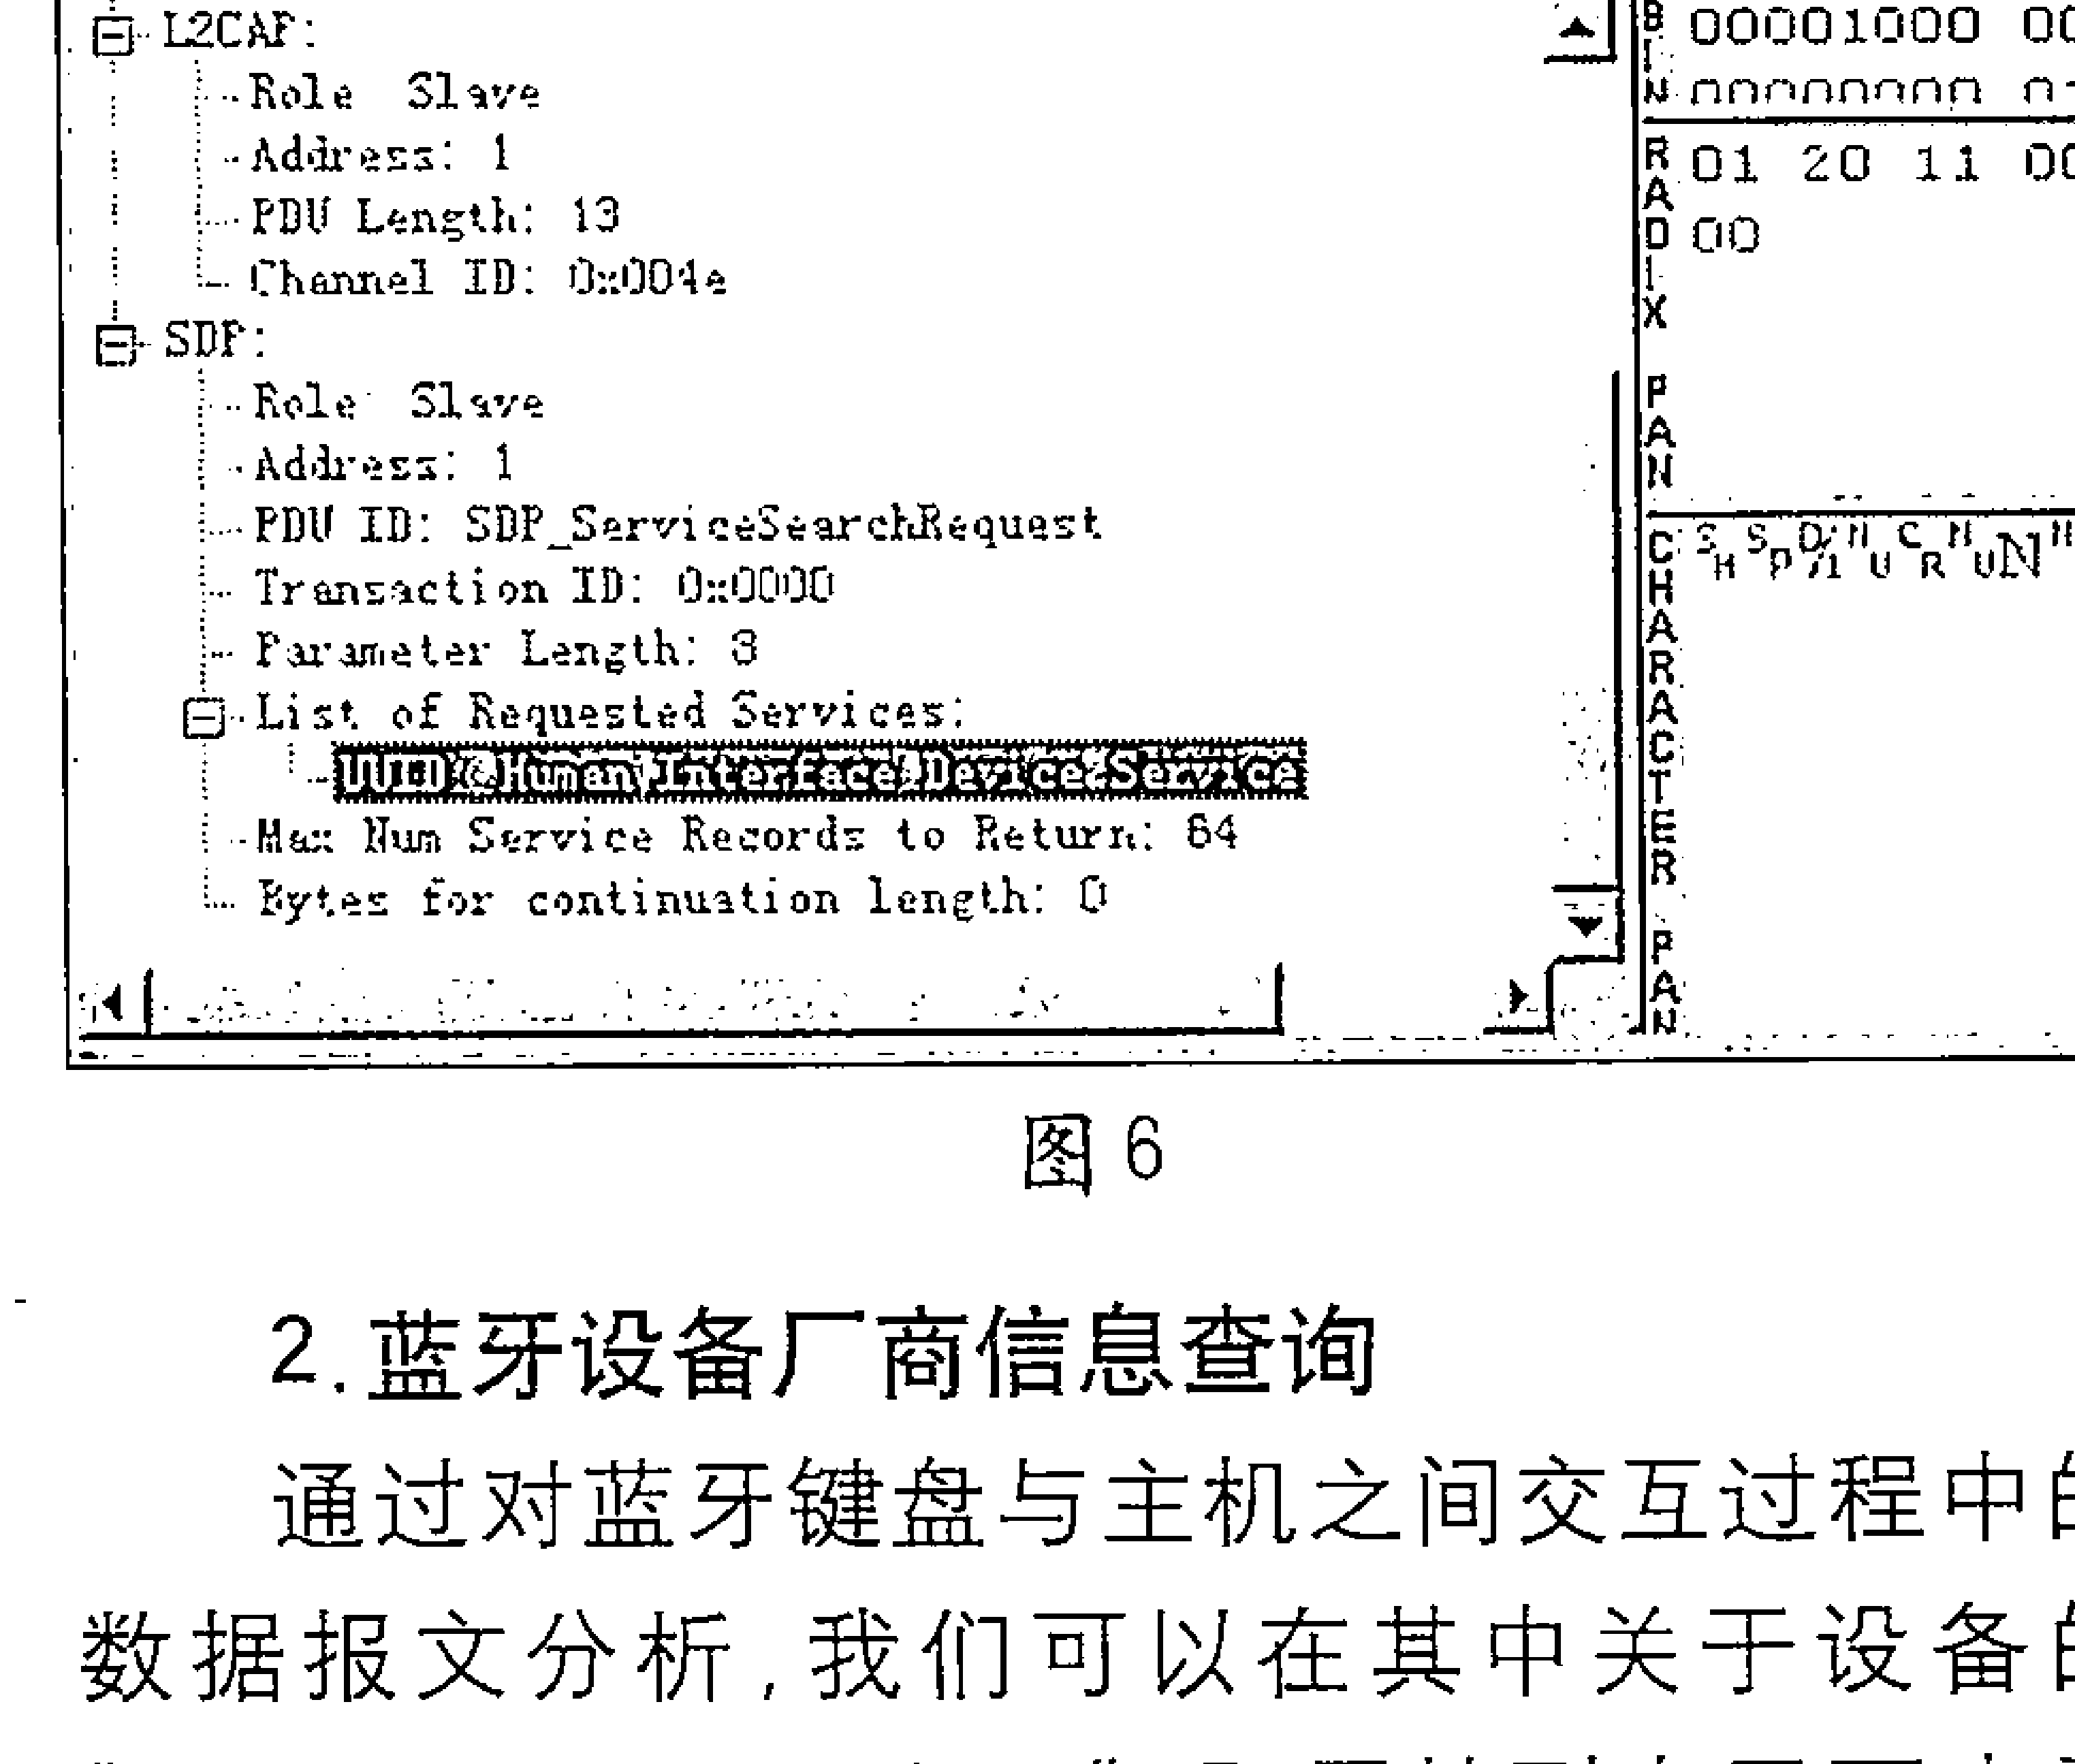 L2CAP:
Role Slave
Address: 1
PDU Length: 13
Channel ID: 0x004e
SDP:
Role Slave
Address: 1
PDU ID: SDP_ServiceSearchRequest
Transaction ID: 0x0000
Parameter Length: 8
List of Requested Services:
UUID: Human Interface Device Service
Max Num Service Records to Return: 64
Bytes for continuation length: 0
BIN
00001000 00
RADIX PAN
01 20 11 00
00
CHARACTER PAN
图6
2.蓝牙设备厂商信息查询
通过对蓝牙键盘与主机之间交互过程中的
数据报文分析,我们可以在其中关于设备的